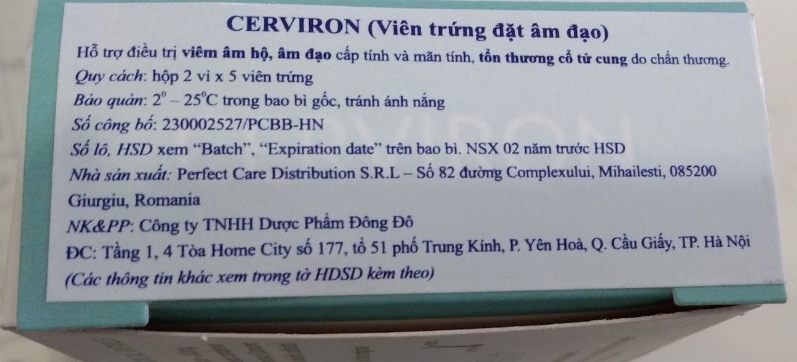 CERVIRON (Viên trứng đặt âm đạo)
Hỗ trợ điều trị viêm âm hộ, âm đạo cấp tính và mãn tính, tổn thương cổ tử cung do chấn thương.
Quy cách: hộp 2 vỉ x 5 viên trứng
Bảo quản: 2⁰ – 25⁰C trong bao bì gốc, tránh ánh nắng
Số công bố: 230002527/PCBB-HN
Số lô, HSD xem “Batch”, “Expiration date” trên bao bì. NSX 02 năm trước HSD
Nhà sản xuất: Perfect Care Distribution S.R.L – Số 82 đường Complexului, Mihailesti, 085200
Giurgiu, Romania
NK&PP: Công ty TNHH Dược Phẩm Đông Đô
ĐC: Tầng 1, 4 Tòa Home City số 177, tổ 51 phố Trung Kính, P. Yên Hoà, Q. Cầu Giấy, TP. Hà Nội
(Các thông tin khác xem trong tờ HDSD kèm theo)